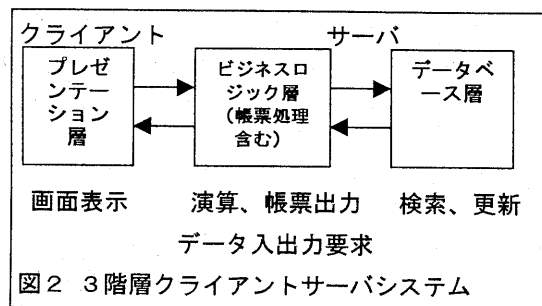 クライアント　サーバ
プレゼ
ンテー
ション
層
ビジネスロ
ジック層
（帳票処理
含む）
データベ
ース層
画面表示　演算、帳票出力　検索、更新
データ入出力要求
図２ ３階層クライアントサーバシステム